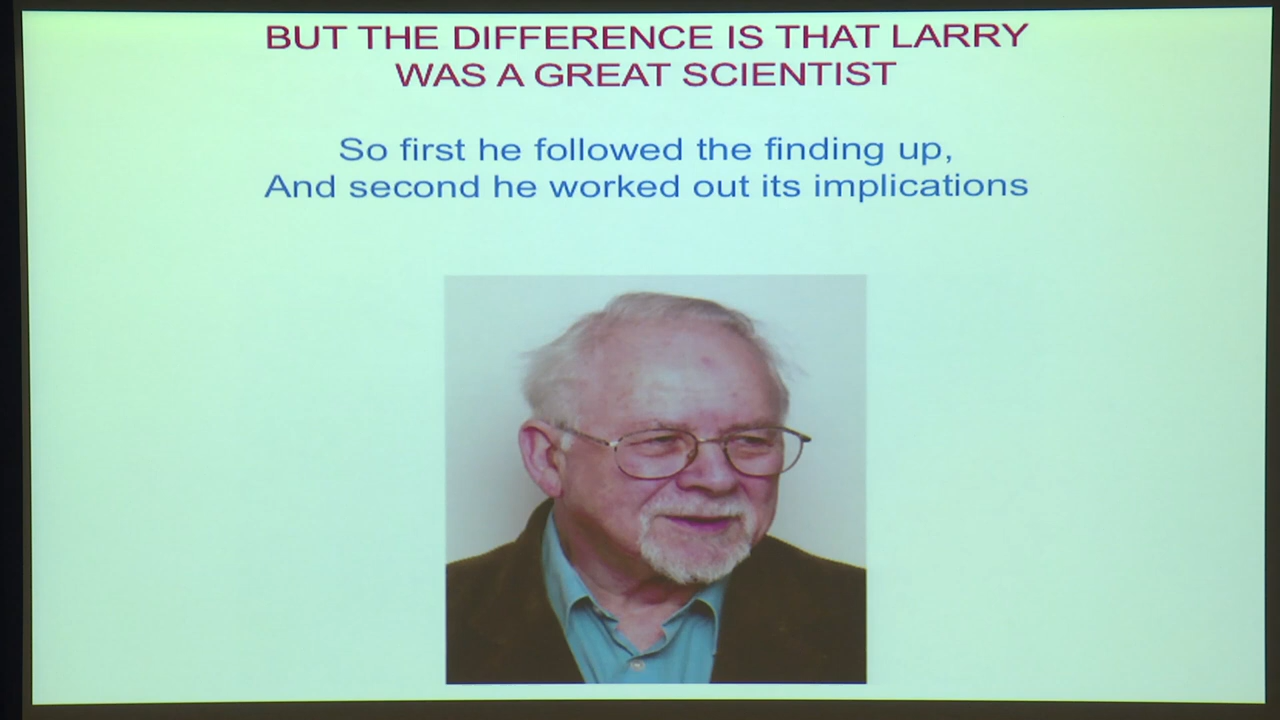 BUT THE DIFFERENCE IS THAT LARRY
WAS A GREAT SCIENTIST
So first he followed the finding up,
And second he worked out its implications